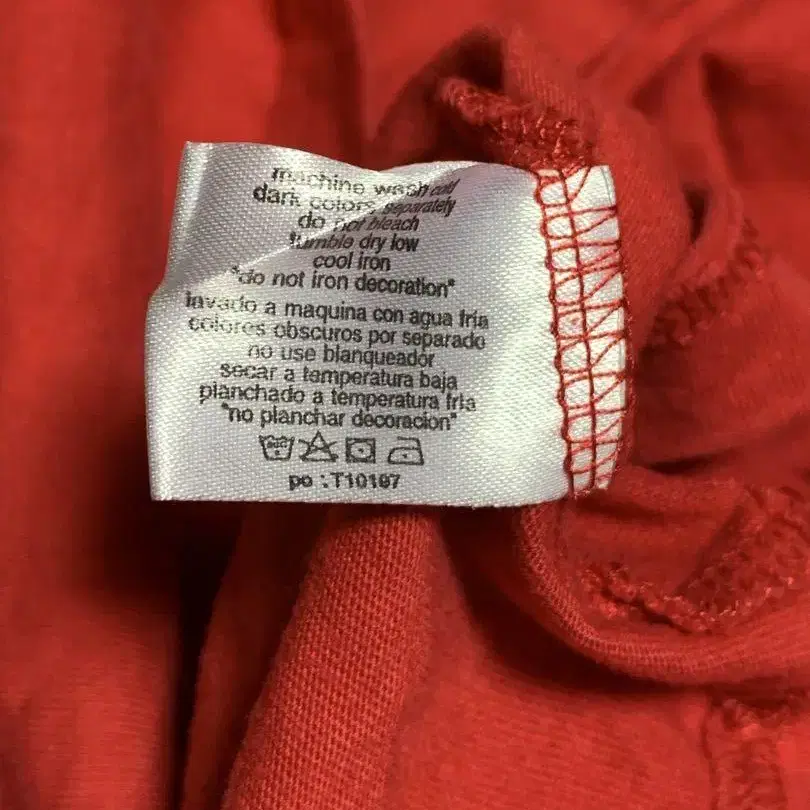 machine wash cold
dark colors separately
do not bleach
tumble dry low
cool iron
*do not iron decoration*
lavado a maquina con agua fria
colores obscuros por separado
no use blanqueador
secar a temperatura baja
planchado a temperatura fria
*no planchar decoracion*
po :T10187